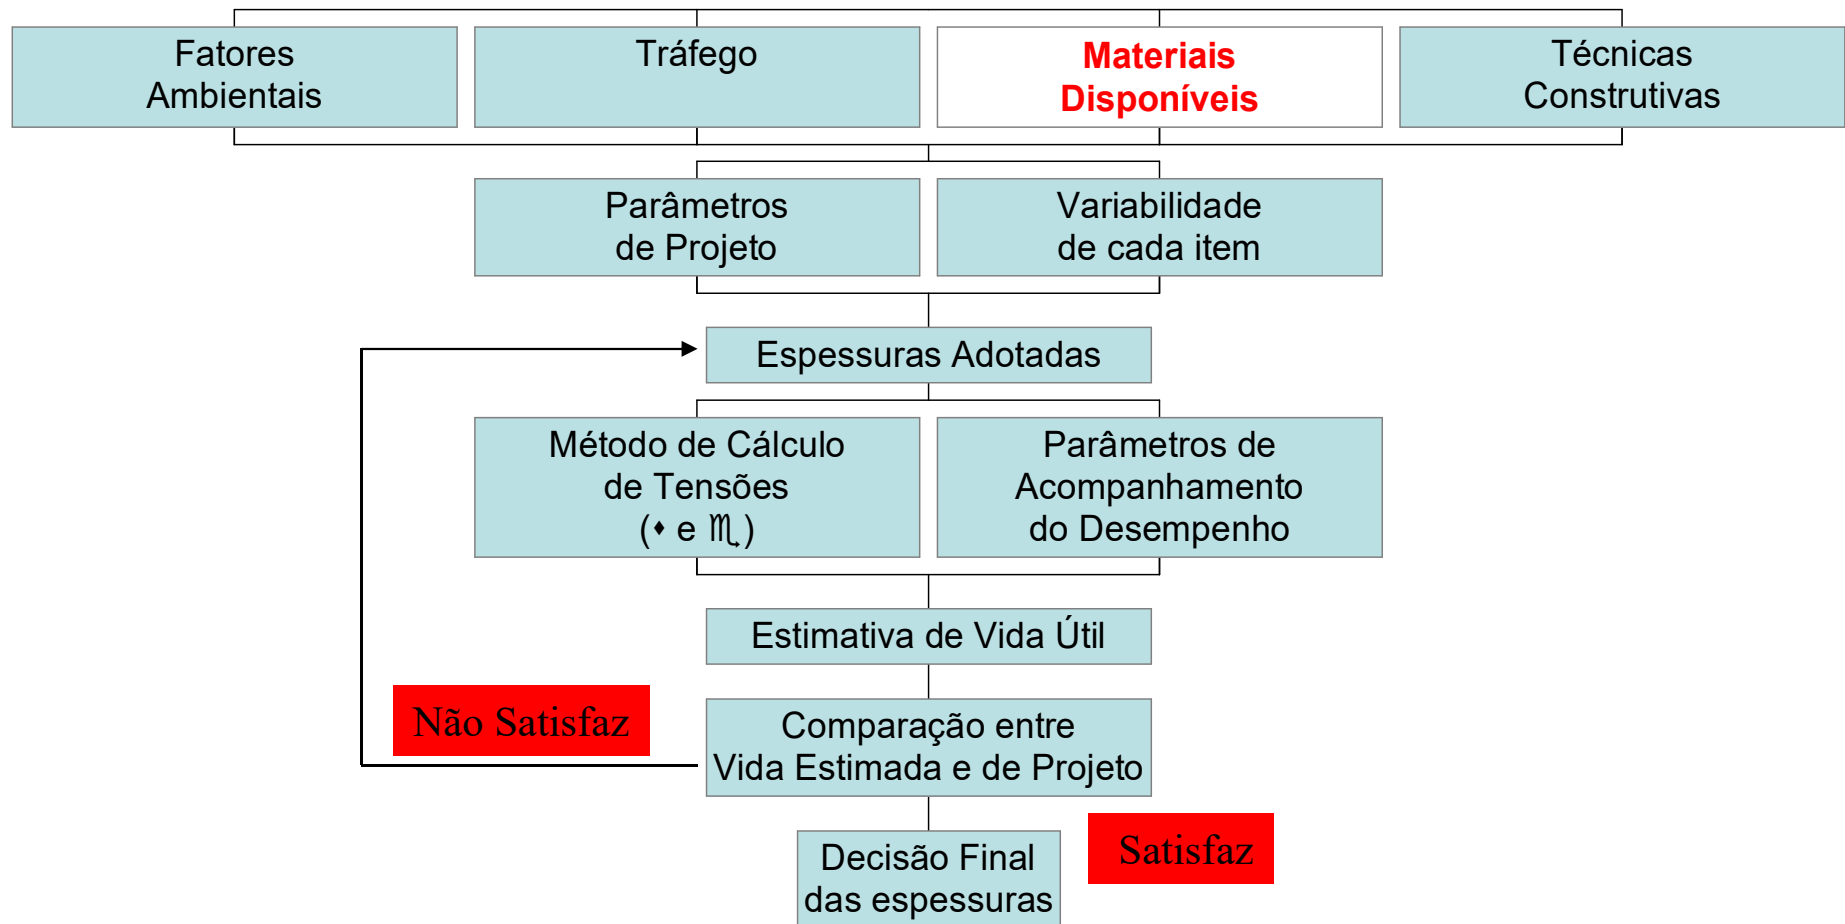 Fatores
Ambientais
Tráfego
Materiais
Disponíveis
Técnicas
Construtivas
Parâmetros
de Projeto
Variabilidade
de cada item
Espessuras Adotadas
Método de Cálculo
de Tensões
(⬧ e ♏)
Parâmetros de
Acompanhamento
do Desempenho
Estimativa de Vida Útil
Não Satisfaz
Comparação entre
Vida Estimada e de Projeto
Satisfaz
Decisão Final
das espessuras